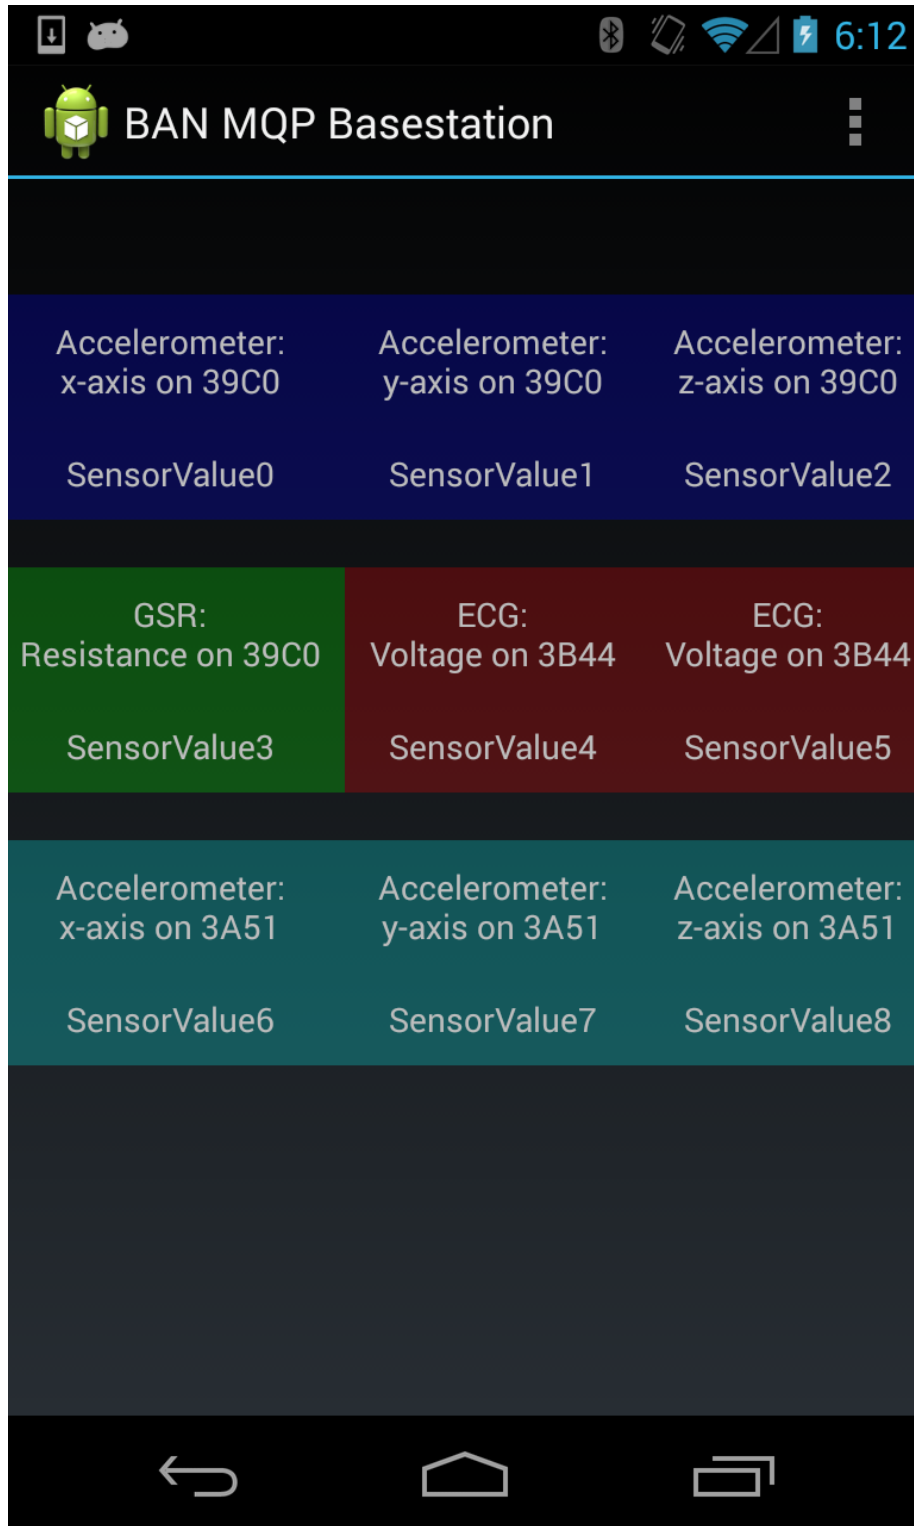 6:12
BAN MQP Basestation
Accelerometer:
x-axis on 39C0
SensorValue0
Accelerometer:
y-axis on 39C0
SensorValue1
Accelerometer:
z-axis on 39C0
SensorValue2
GSR:
Resistance on 39C0
SensorValue3
ECG:
Voltage on 3B44
SensorValue4
ECG:
Voltage on 3B44
SensorValue5
Accelerometer:
x-axis on 3A51
SensorValue6
Accelerometer:
y-axis on 3A51
SensorValue7
Accelerometer:
z-axis on 3A51
SensorValue8